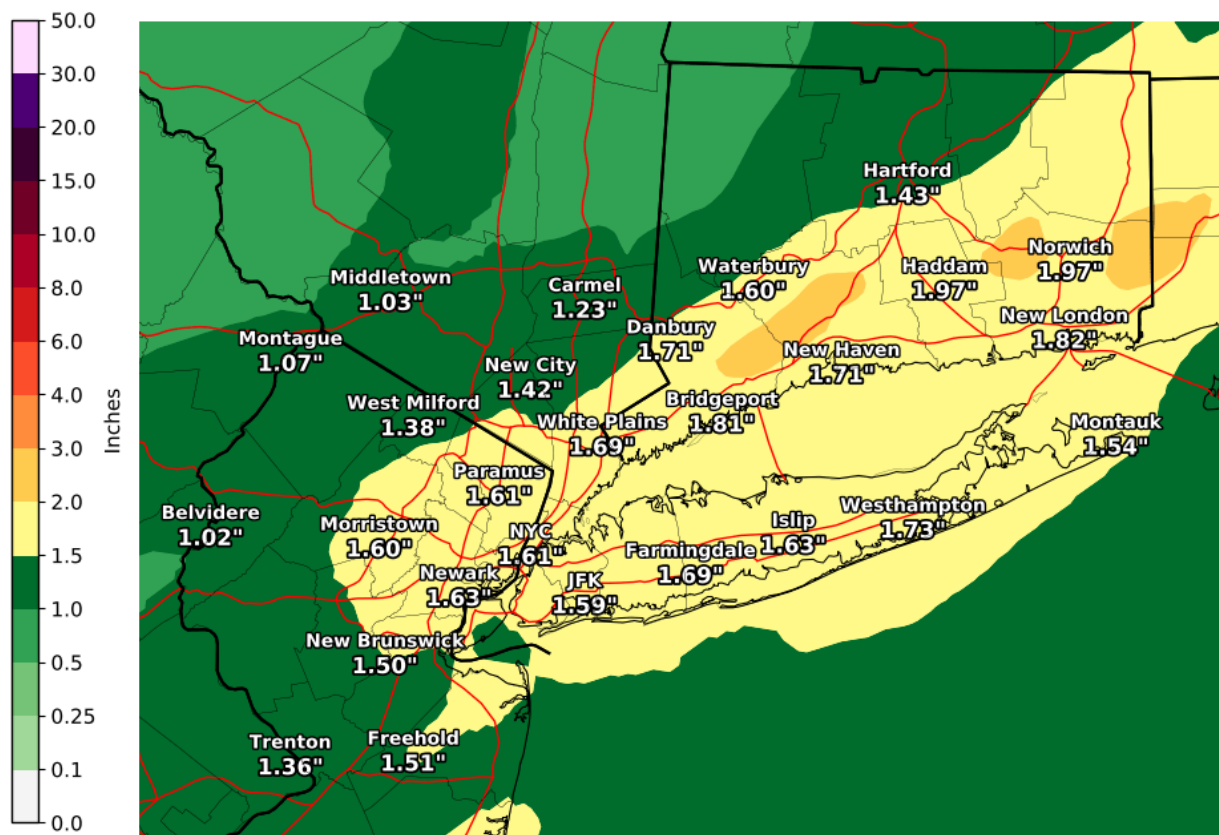 50.0
30.0
20.0
15.0
10.0
8.0
6.0
4.0
3.0
2.0
1.5
1.0
0.5
0.25
0.1
0.0
Inches
Hartford
1.43"
Norwich
1.97"
Waterbury
1.60"
Haddam
1.97"
Middletown
1.03"
Carmel
1.23"
New London
1.82"
Danbury
1.71"
Montague
1.07"
New Haven
1.71"
New City
1.42"
Bridgeport
1.81"
West Milford
1.38"
White Plains
1.69"
Montauk
1.54"
Paramus
1.61"
Westhampton
1.73"
Belvidere
1.02"
Islip
1.63"
Morristown
1.60"
NYC
1.61"
Farmingdale
1.69"
Newark
1.63"
JFK
1.59"
New Brunswick
1.50"
Freehold
1.51"
Trenton
1.36"